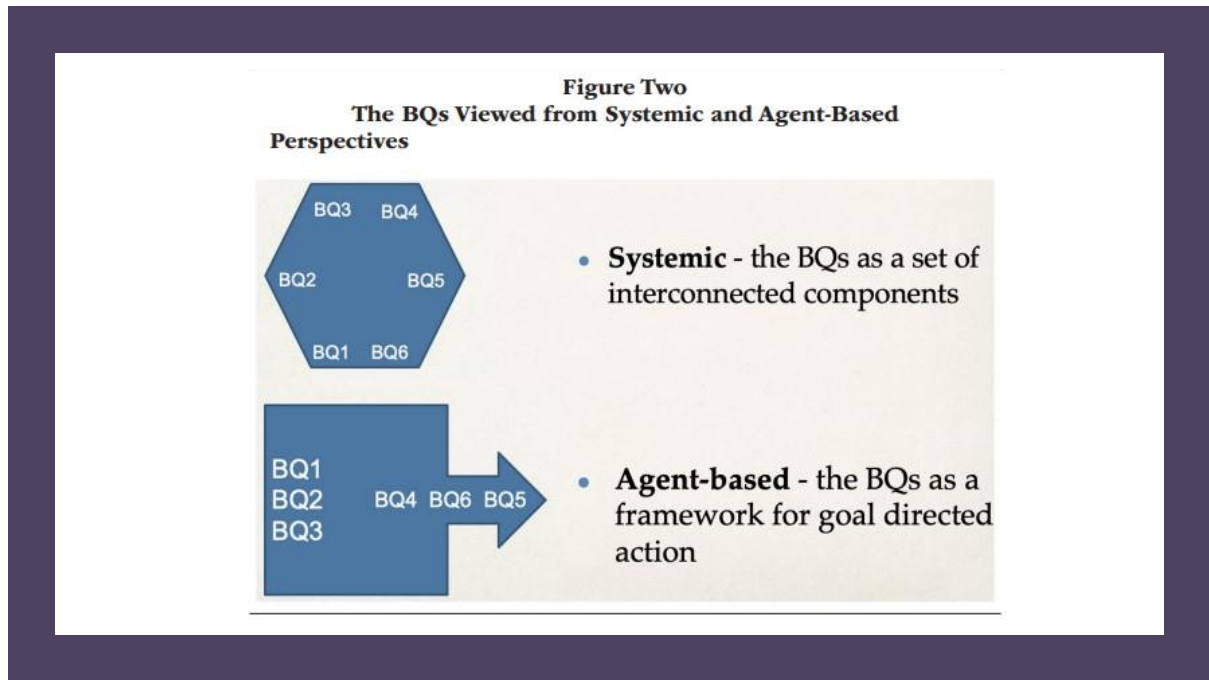 Figure Two
The BQs Viewed from Systemic and Agent-Based
Perspectives
BQ3 BQ4
BQ2 BQ5
BQ1 BQ6
• Systemic - the BQs as a set of
interconnected components
BQ1
BQ2 BQ4 BQ6 BQ5
BQ3
• Agent-based - the BQs as a
framework for goal directed
action